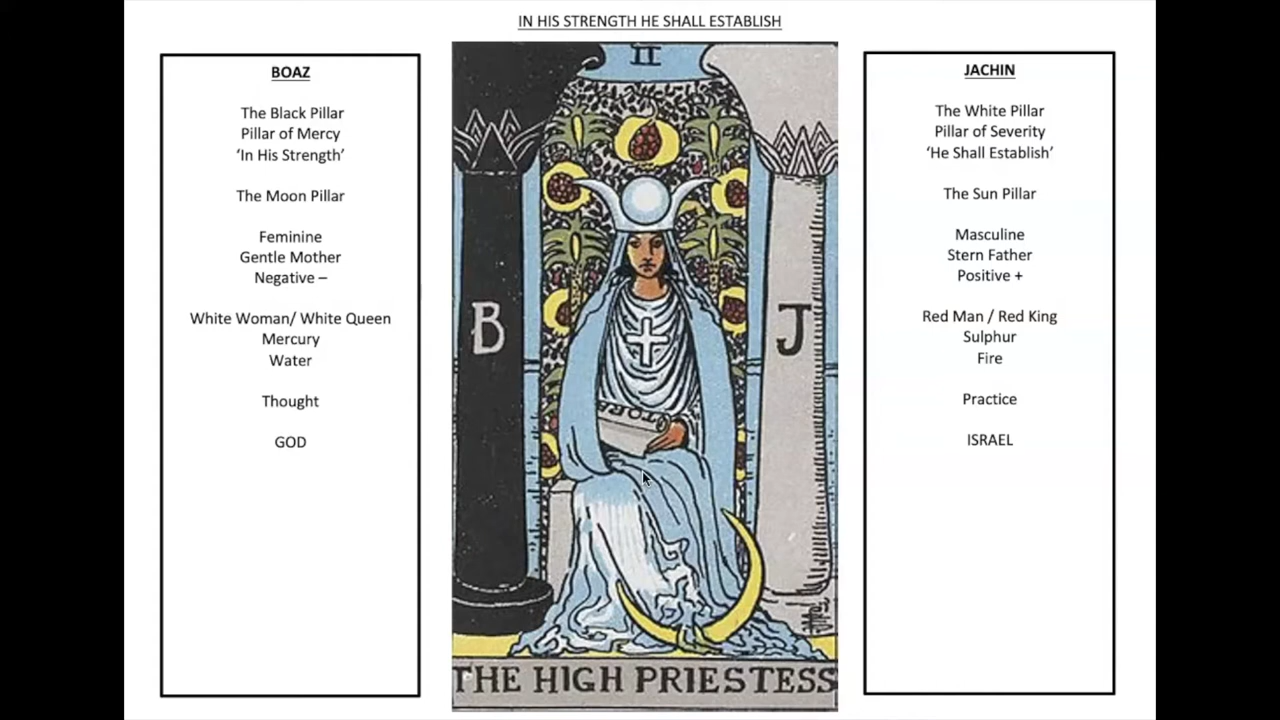 IN HIS STRENGTH HE SHALL ESTABLISH
BOAZ
The Black Pillar
Pillar of Mercy
‘In His Strength’
The Moon Pillar
Feminine
Gentle Mother
Negative –
White Woman/ White Queen
Mercury
Water
Thought
GOD
II
B
J
TORA
THE HIGH PRIESTESS
JACHIN
The White Pillar
Pillar of Severity
‘He Shall Establish’
The Sun Pillar
Masculine
Stern Father
Positive +
Red Man / Red King
Sulphur
Fire
Practice
ISRAEL